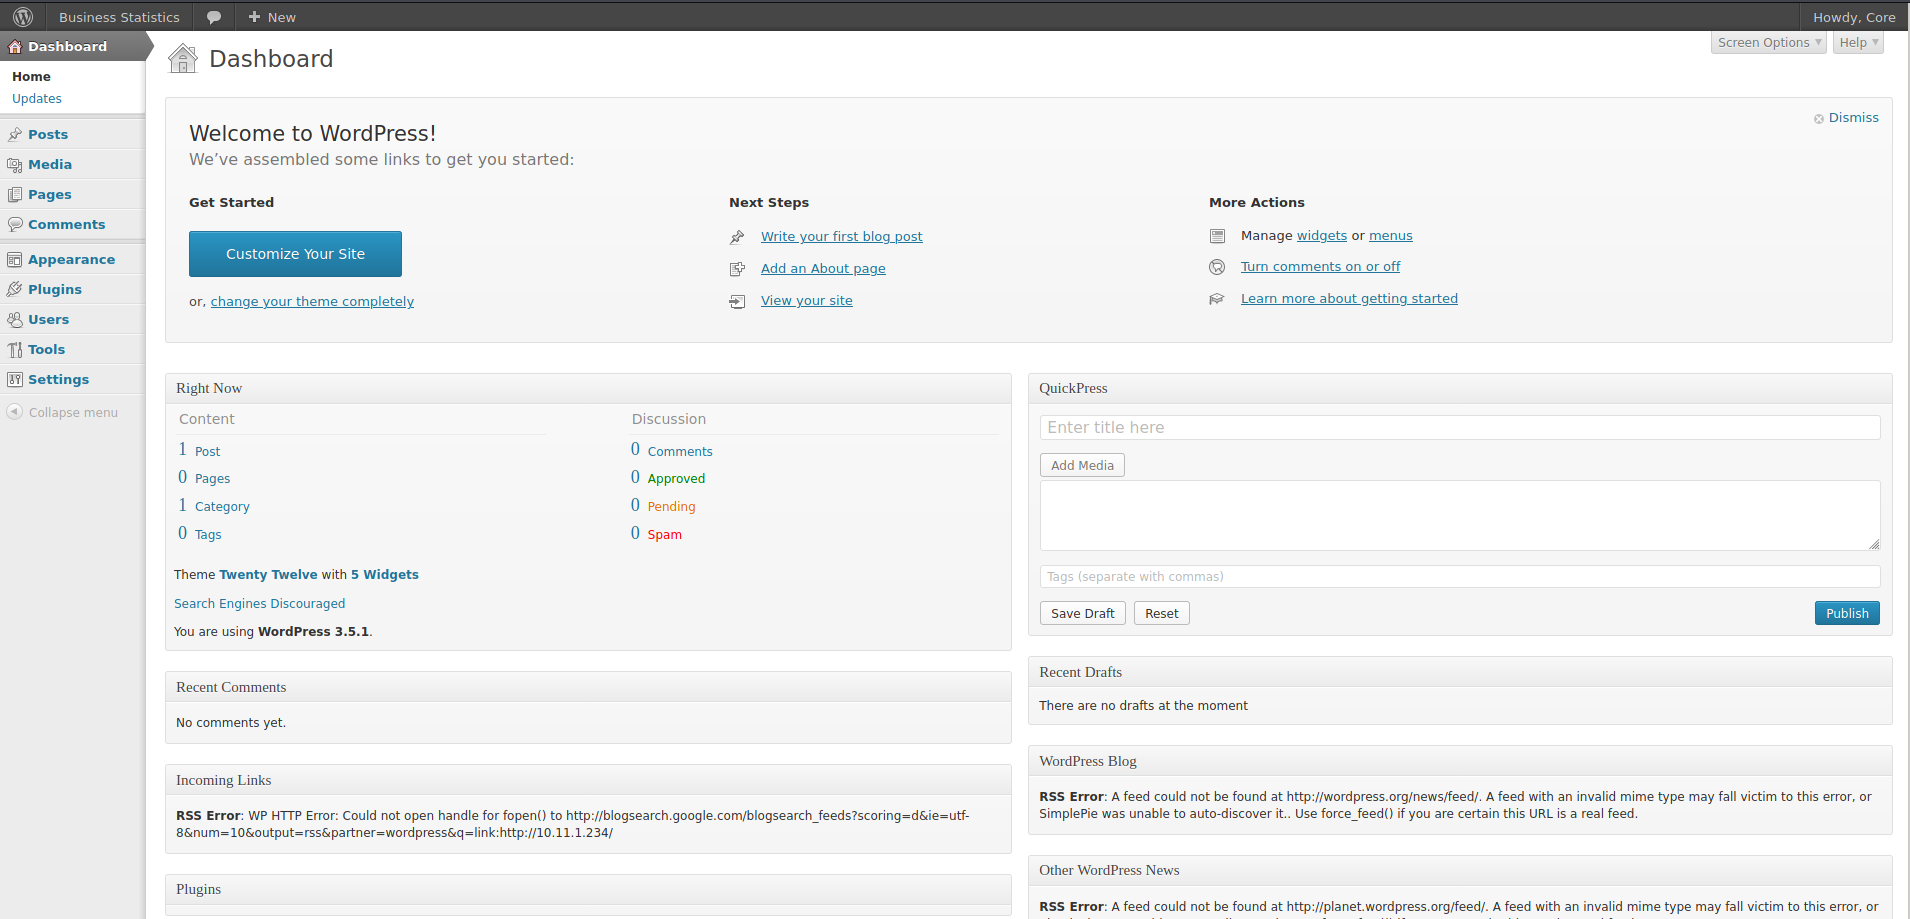 Business Statistics
New
Howdy, Core
Dashboard
Home
Updates
Posts
Media
Pages
Comments
Appearance
Plugins
Users
Tools
Settings
Collapse menu
Dashboard
Screen Options
Help
Welcome to WordPress!
We’ve assembled some links to get you started:
Dismiss
Get Started
Customize Your Site
or, change your theme completely
Next Steps
Write your first blog post
Add an About page
View your site
More Actions
Manage widgets or menus
Turn comments on or off
Learn more about getting started
Right Now
Content
1 Post
0 Pages
1 Category
0 Tags
Discussion
0 Comments
0 Approved
0 Pending
0 Spam
Theme Twenty Twelve with 5 Widgets
Search Engines Discouraged
You are using WordPress 3.5.1.
Recent Comments
No comments yet.
Incoming Links
RSS Error: WP HTTP Error: Could not open handle for fopen() to http://blogsearch.google.com/blogsearch_feeds?scoring=d&ie=utf-
8&num=10&output=rss&partner=wordpress&q=link:http://10.11.1.234/
Plugins
QuickPress
Enter title here
Add Media
Tags (separate with commas)
Save Draft
Reset
Publish
Recent Drafts
There are no drafts at the moment
WordPress Blog
RSS Error: A feed could not be found at http://wordpress.org/news/feed/. A feed with an invalid mime type may fall victim to this error, or
SimplePie was unable to auto-discover it.. Use force_feed() if you are certain this URL is a real feed.
Other WordPress News
RSS Error: A feed could not be found at http://planet.wordpress.org/feed/. A feed with an invalid mime type may fall victim to this error, or